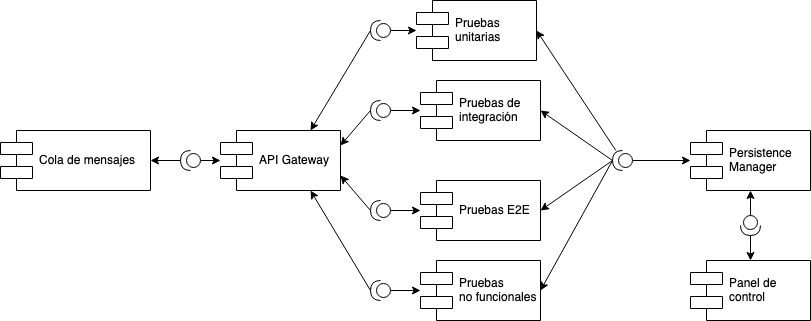 Pruebas
unitarias
Pruebas de
integración
Cola de mensajes
API Gateway
Persistence
Manager
Pruebas E2E
Pruebas
no funcionales
Panel de
control